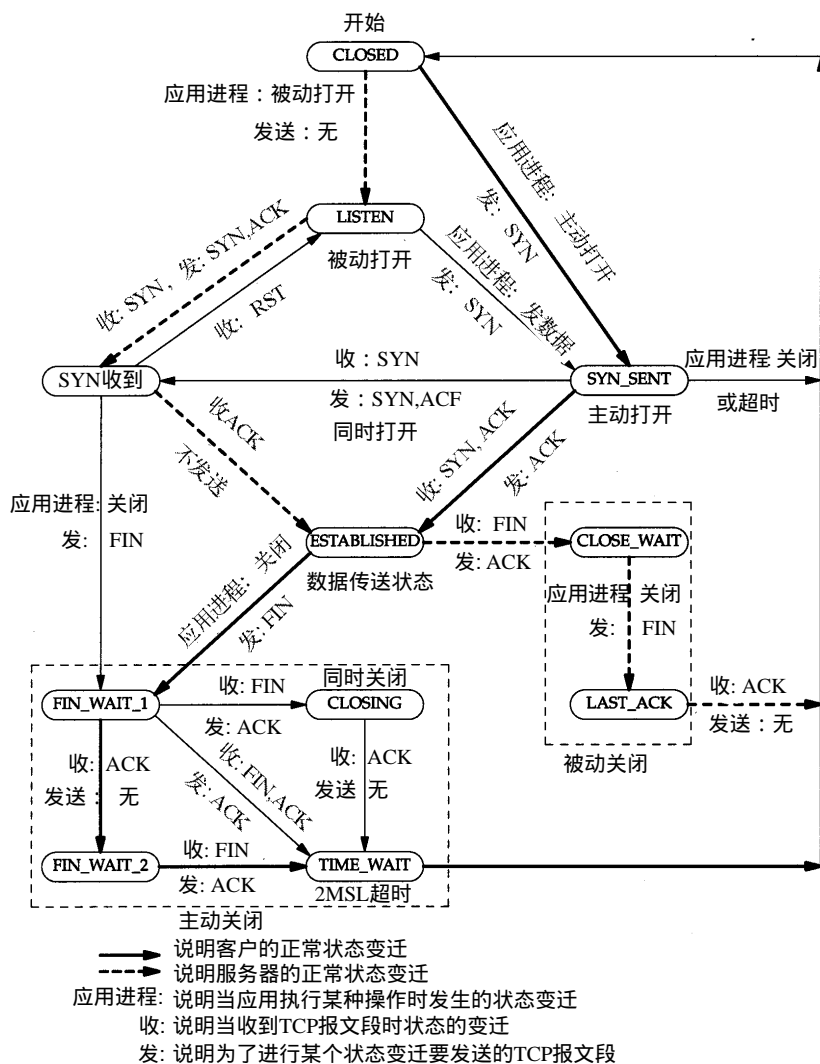 开始
CLOSED
应用进程：被动打开
发送：无
应用进程: 主动打开
发: SYN
LISTEN
被动打开
收: SYN, 发: SYN,ACK
收: RST
应用进程: 发数据
发: SYN
SYN收到
收：SYN
发：SYN,ACF
同时打开
SYN_SENT
主动打开
应用进程: 关闭
或超时
收ACK
不发送
收: SYN, ACK
发: ACK
应用进程: 关闭
发: FIN
ESTABLISHED
数据传送状态
收: FIN
发: ACK
CLOSE_WAIT
应用进程: 关闭
发: FIN
应用进程 关闭
发: FIN
FIN_WAIT_1
收: FIN
发: ACK
同时关闭
CLOSING
LAST_ACK
收: ACK
发送：无
被动关闭
收: ACK
发送： 无
收: FIN,ACK
发: ACK
收: ACK
发送 无
FIN_WAIT_2
收: FIN
发: ACK
TIME_WAIT
2MSL超时
主动关闭
说明客户的正常状态变迁
说明服务器的正常状态变迁
应用进程: 说明当应用执行某种操作时发生的状态变迁
收: 说明当收到TCP报文段时状态的变迁
发: 说明为了进行某个状态变迁要发送的TCP报文段